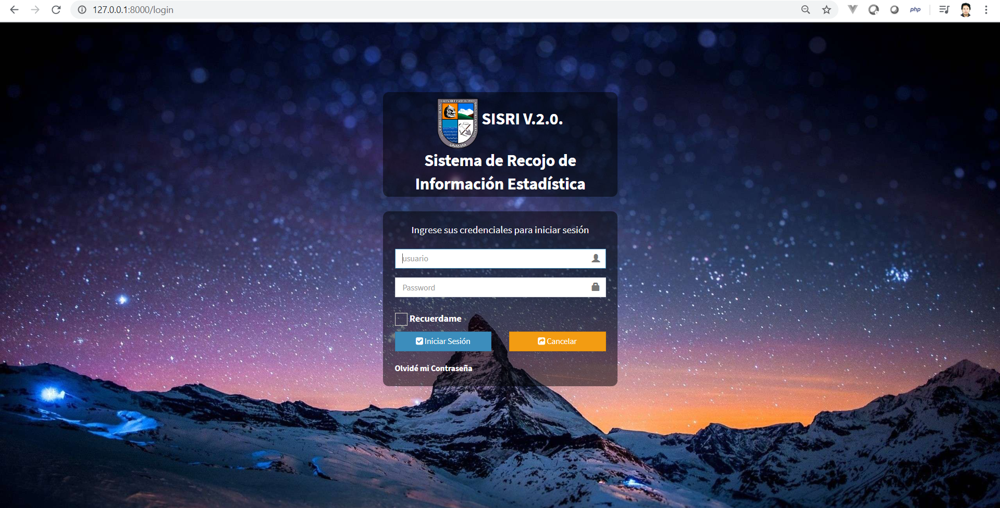 127.0.0.1:8000/login
php
UNASAM
SISRI V.2.0.
Sistema de Recojo de
Información Estadística
Ingrese sus credenciales para iniciar sesión
usuario
Password
Recuerdame
Iniciar Sesión
Cancelar
Olvidé mi Contraseña